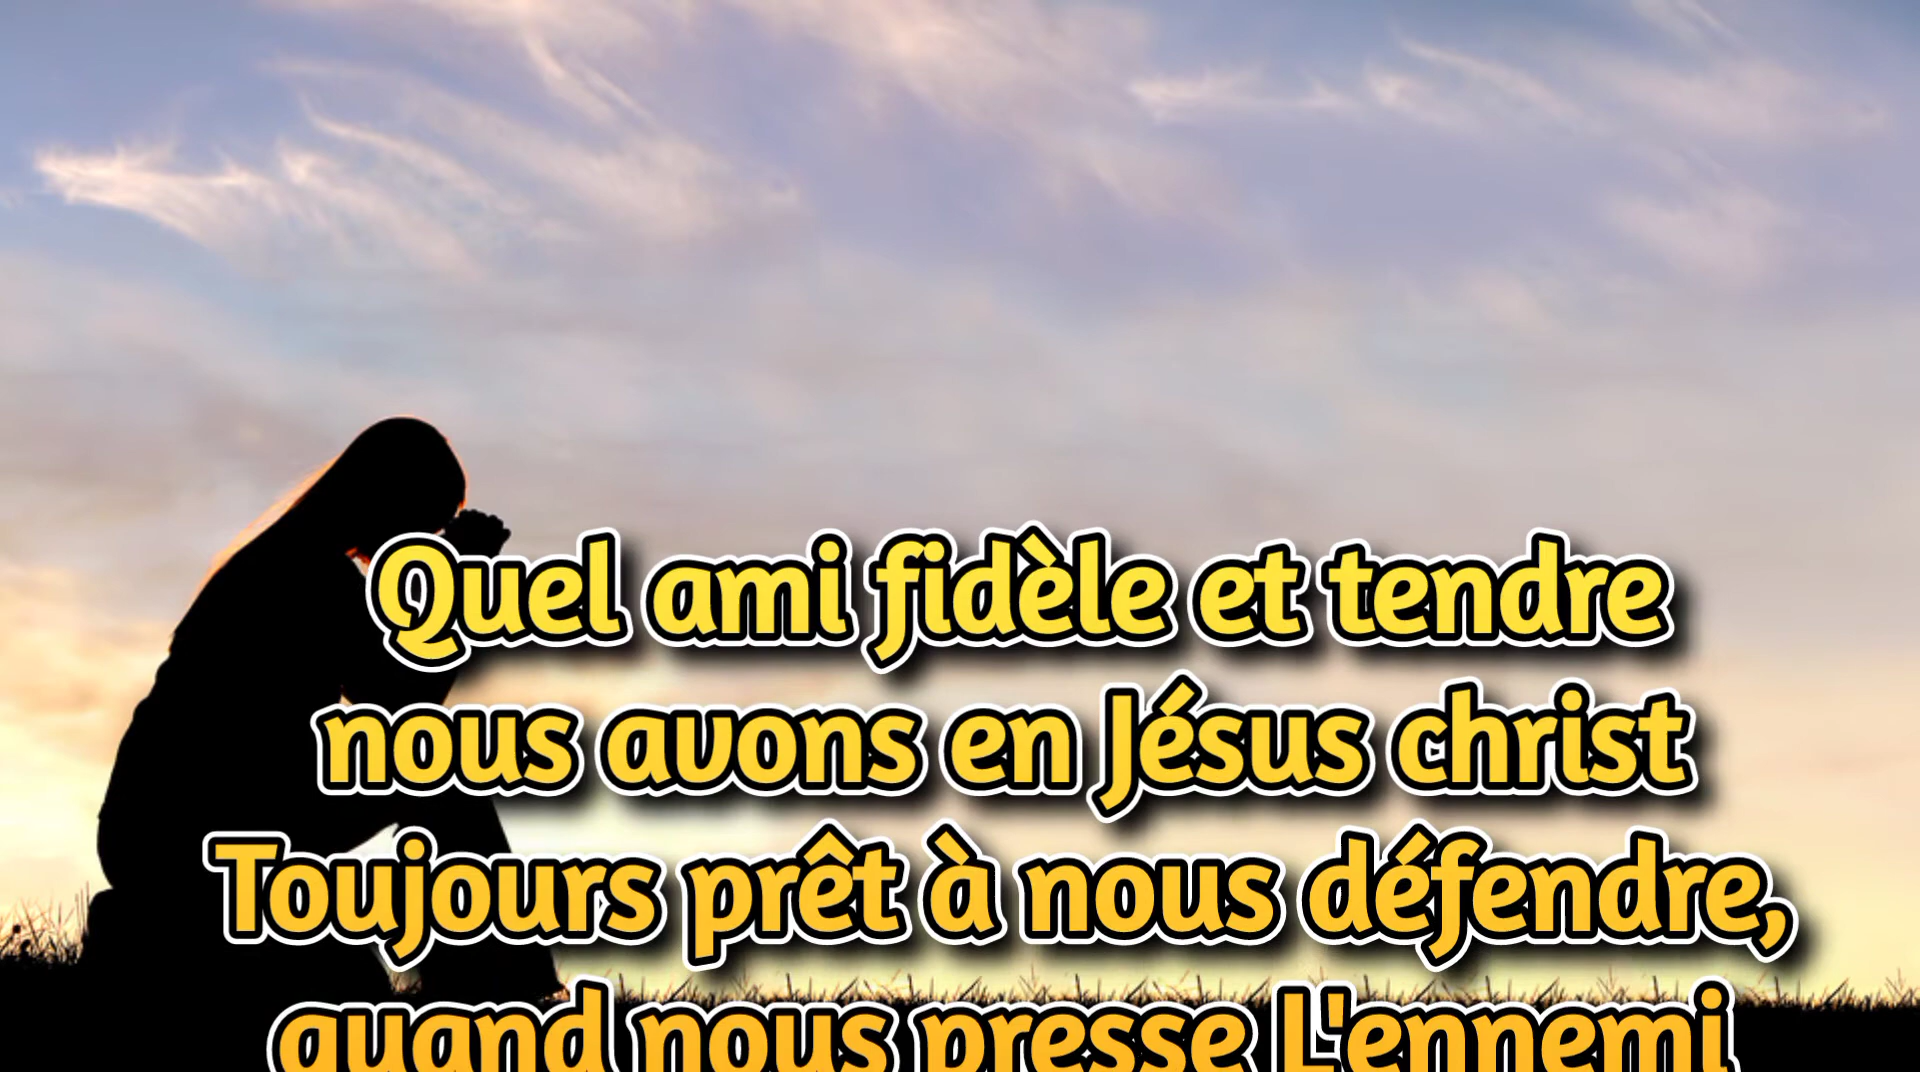 Quel ami fidèle et tendre
nous avons en Jésus christ
Toujours prêt à nous défendre,
quand nous presse L'ennemi